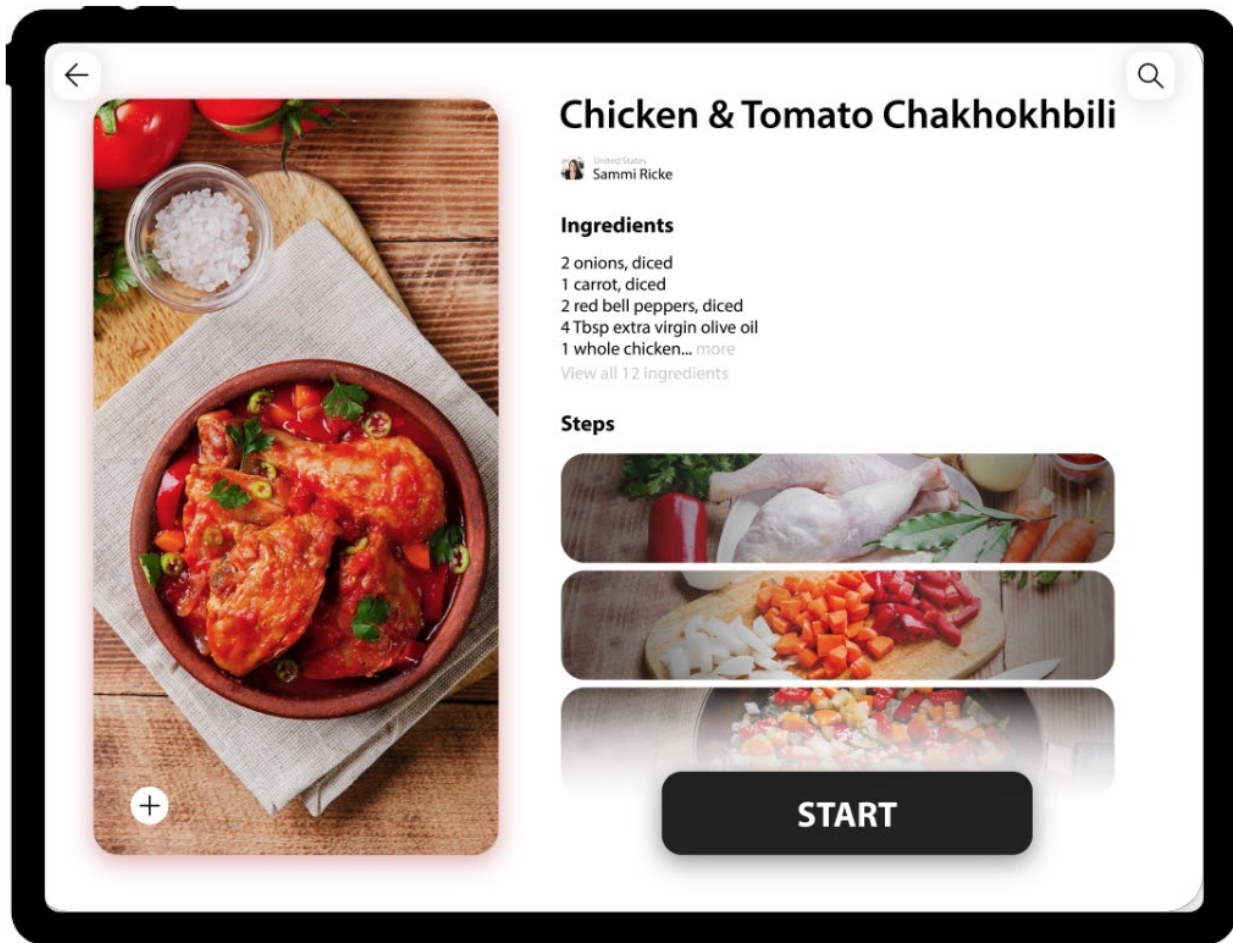 Chicken & Tomato Chakhokhbili
United States
Sammi Ricke
Ingredients
2 onions, diced
1 carrot, diced
2 red bell peppers, diced
4 Tbsp extra virgin olive oil
1 whole chicken... more
View all 12 ingredients
Steps
START